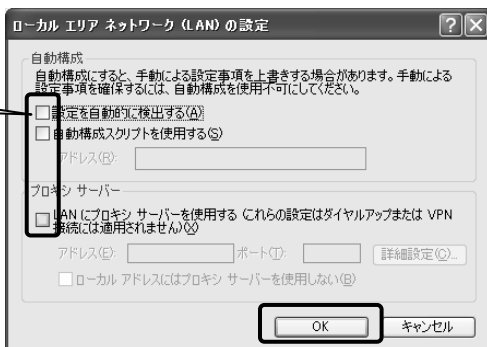 ローカル エリア ネットワーク (LAN) の設定
自動構成
自動構成にすると、手動による設定事項を上書きする場合があります。手動による
設定事項を確保するには、自動構成を使用不可にしてください。
設定を自動的に検出する(A)
自動構成スクリプトを使用する(S)
アドレス(R):
プロキシ サーバー
LAN にプロキシ サーバーを使用する (これらの設定はダイヤルアップまたは VPN
接続には適用されません)(X)
アドレス(E): ポート(T): 詳細設定(C)...
ローカル アドレスにはプロキシ サーバーを使用しない(B)
OK キャンセル